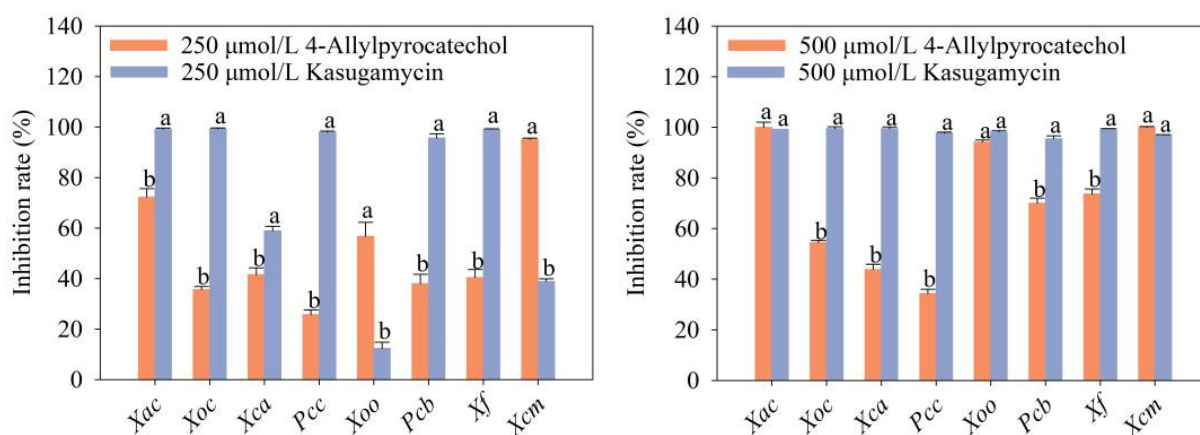 140
120
100
80
60
40
20
0
Inhibition rate (%)
250 μmol/L 4-Allylpyrocatechol
250 μmol/L Kasugamycin
b a
b a
b a
b a
a b
b a
b a
a b
Xac Xoc Xca Pcc Xoo Pcb Xf Xcm
140
120
100
80
60
40
20
0
Inhibition rate (%)
500 μmol/L 4-Allylpyrocatechol
500 μmol/L Kasugamycin
a a
b a
b a
b a
a a
b a
b a
a a
Xac Xoc Xca Pcc Xoo Pcb Xf Xcm